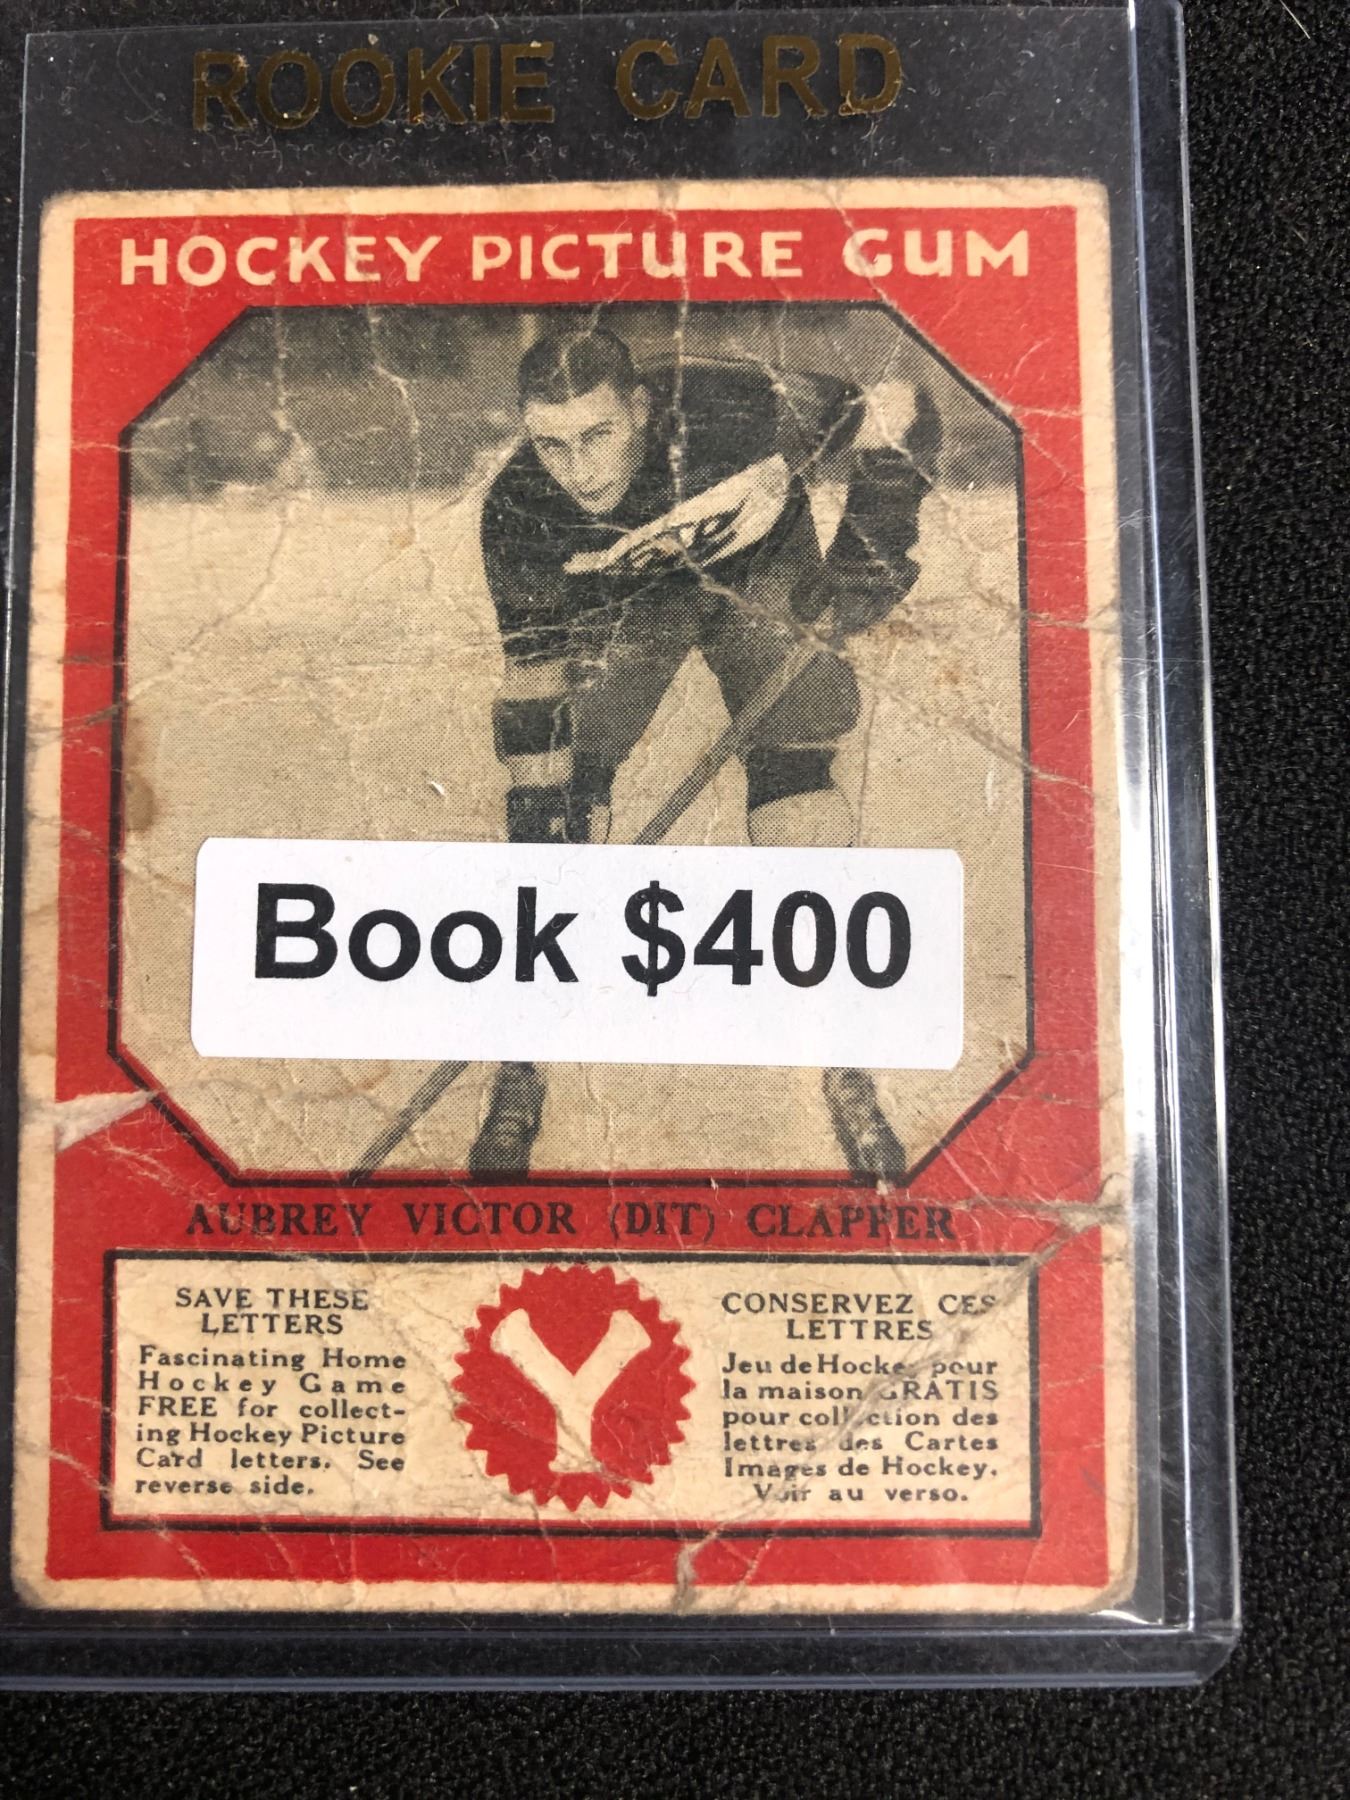 ROOKIE CARD
HOCKEY PICTURE GUM
Book $400
AUBREY VICTOR (DIT) CLAPPER
SAVE THESE
LETTERS
Fascinating Home
Hockey Game
FREE for collect-
ing Hockey Picture
Card letters. See
reverse side.
Y
CONSERVEZ CES
LETTRES
Jeu de Hockey pour
la maison GRATIS
pour collection des
lettres des Cartes
Images de Hockey.
Voir au verso.